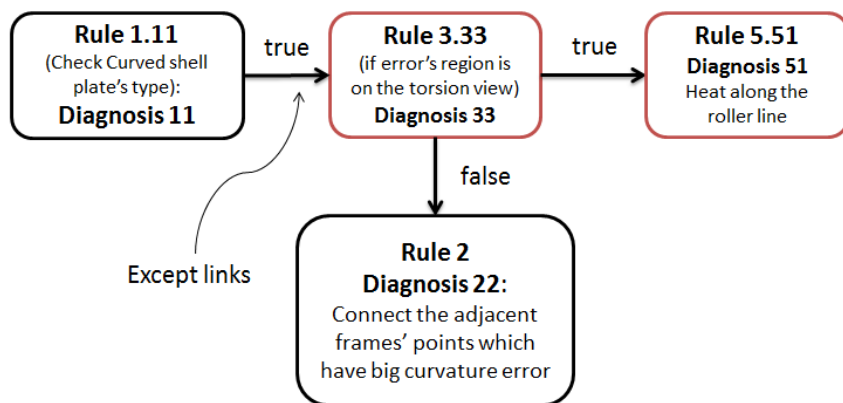 Rule 1.11
(Check Curved shell
plate's type):
Diagnosis 11
true
Rule 3.33
(if error's region is
on the torsion view)
Diagnosis 33
true
Rule 5.51
Diagnosis 51
Heat along the
roller line
false
Except links
Rule 2
Diagnosis 22:
Connect the adjacent
frames' points which
have big curvature error